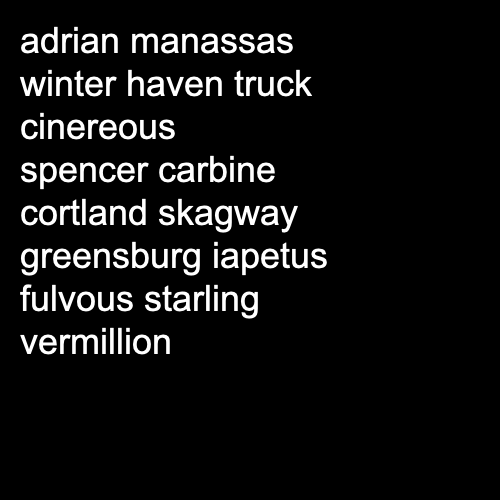 adrian manassas
winter haven truck
cinereous
spencer carbine
cortland skagway
greensburg iapetus
fulvous starling
vermillion